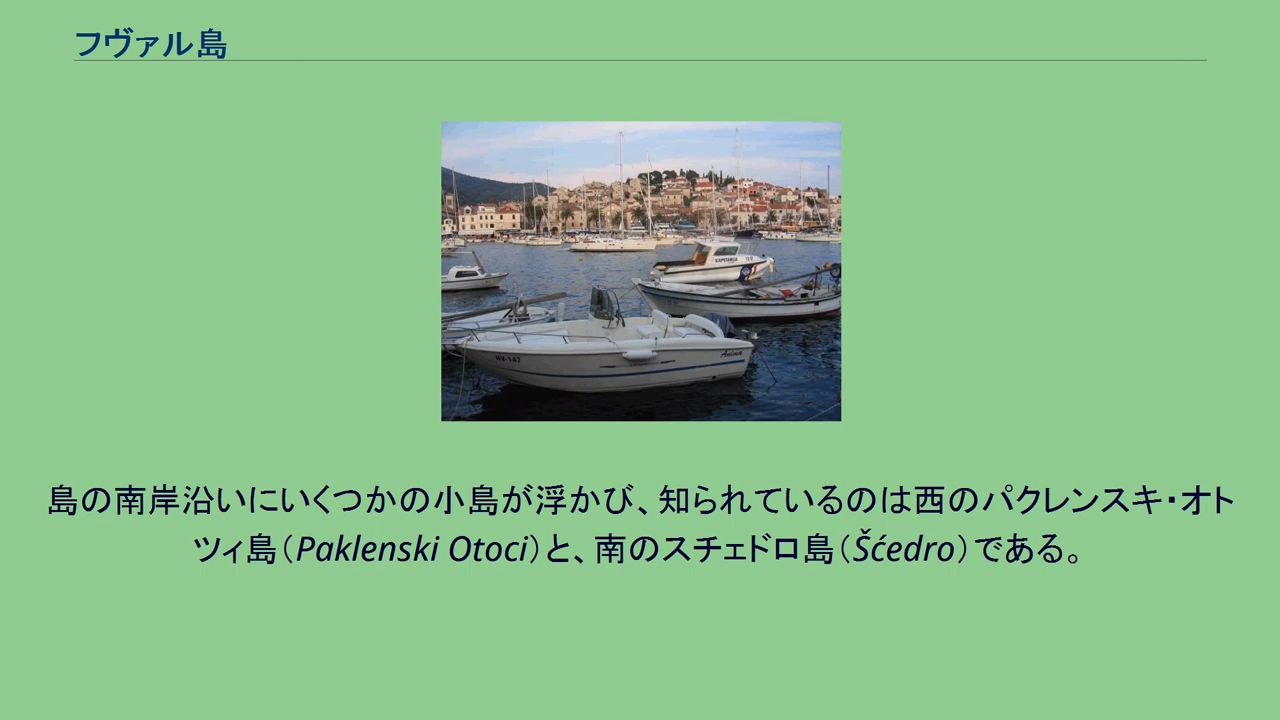 フヴァル島
KAPETANIJA
HV-147
島の南岸沿いにいくつかの小島が浮かび、知られているのは西のパクレンスキ・オト
ツィ島（Paklenski Otoci）と、南のスチェドロ島（Šćedro）である。